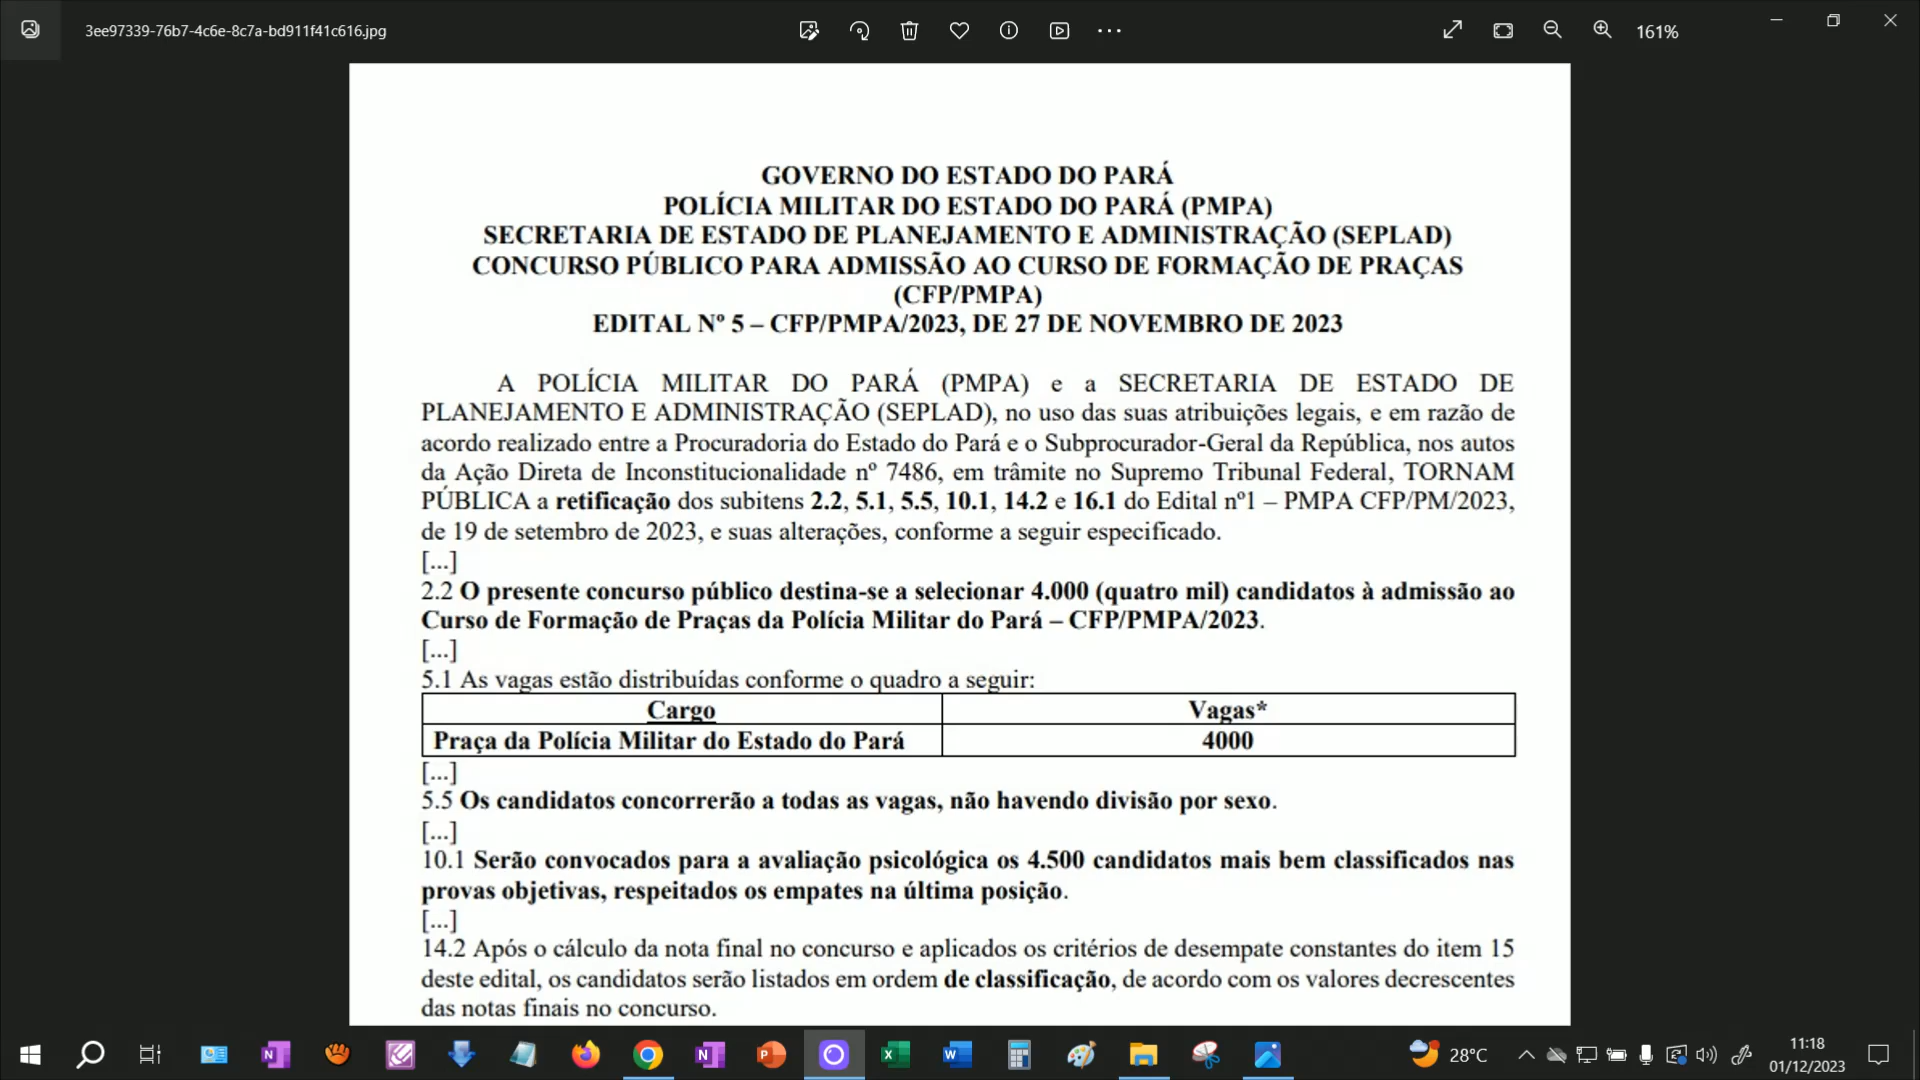 3ee97339-76b7-4c6e-8c7a-bd911f41c616.jpg
161%
GOVERNO DO ESTADO DO PARÁ
POLÍCIA MILITAR DO ESTADO DO PARÁ (PMPA)
SECRETARIA DE ESTADO DE PLANEJAMENTO E ADMINISTRAÇÃO (SEPLAD)
CONCURSO PÚBLICO PARA ADMISSÃO AO CURSO DE FORMAÇÃO DE PRAÇAS
(CFP/PMPA)
EDITAL Nº 5 – CFP/PMPA/2023, DE 27 DE NOVEMBRO DE 2023
A POLÍCIA MILITAR DO PARÁ (PMPA) e a SECRETARIA DE ESTADO DE
PLANEJAMENTO E ADMINISTRAÇÃO (SEPLAD), no uso das suas atribuições legais, e em razão de
acordo realizado entre a Procuradoria do Estado do Pará e o Subprocurador-Geral da República, nos autos
da Ação Direta de Inconstitucionalidade nº 7486, em trâmite no Supremo Tribunal Federal, TORNAM
PÚBLICA a retificação dos subitens 2.2, 5.1, 5.5, 10.1, 14.2 e 16.1 do Edital nº1 – PMPA CFP/PM/2023,
de 19 de setembro de 2023, e suas alterações, conforme a seguir especificado.
[...]
2.2 O presente concurso público destina-se a selecionar 4.000 (quatro mil) candidatos à admissão ao
Curso de Formação de Praças da Polícia Militar do Pará – CFP/PMPA/2023.
[...]
5.1 As vagas estão distribuídas conforme o quadro a seguir:
Cargo Vagas*
Praça da Polícia Militar do Estado do Pará 4000
[...]
5.5 Os candidatos concorrerão a todas as vagas, não havendo divisão por sexo.
[...]
10.1 Serão convocados para a avaliação psicológica os 4.500 candidatos mais bem classificados nas
provas objetivas, respeitados os empates na última posição.
[...]
14.2 Após o cálculo da nota final no concurso e aplicados os critérios de desempate constantes do item 15
deste edital, os candidatos serão listados em ordem de classificação, de acordo com os valores decrescentes
das notas finais no concurso.
28°C
11:18
01/12/2023